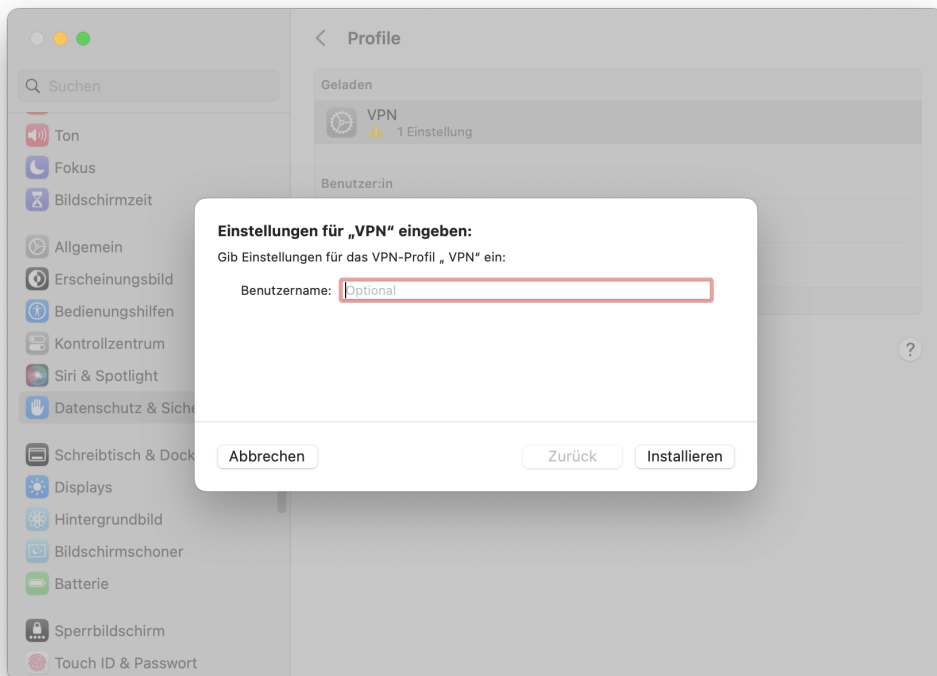 Profile
Suchen
Ton
Fokus
Bildschirmzeit
Allgemein
Erscheinungsbild
Bedienungshilfen
Kontrollzentrum
Siri & Spotlight
Datenschutz & Siche
Schreibtisch & Dock
Displays
Hintergrundbild
Bildschirmschoner
Batterie
Sperrbildschirm
Touch ID & Passwort
Geladen
VPN
1 Einstellung
Benutzer:in
?
Einstellungen für „VPN“ eingeben:
Gib Einstellungen für das VPN-Profil „ VPN“ ein:
Benutzername: Optional
Abbrechen Zurück Installieren